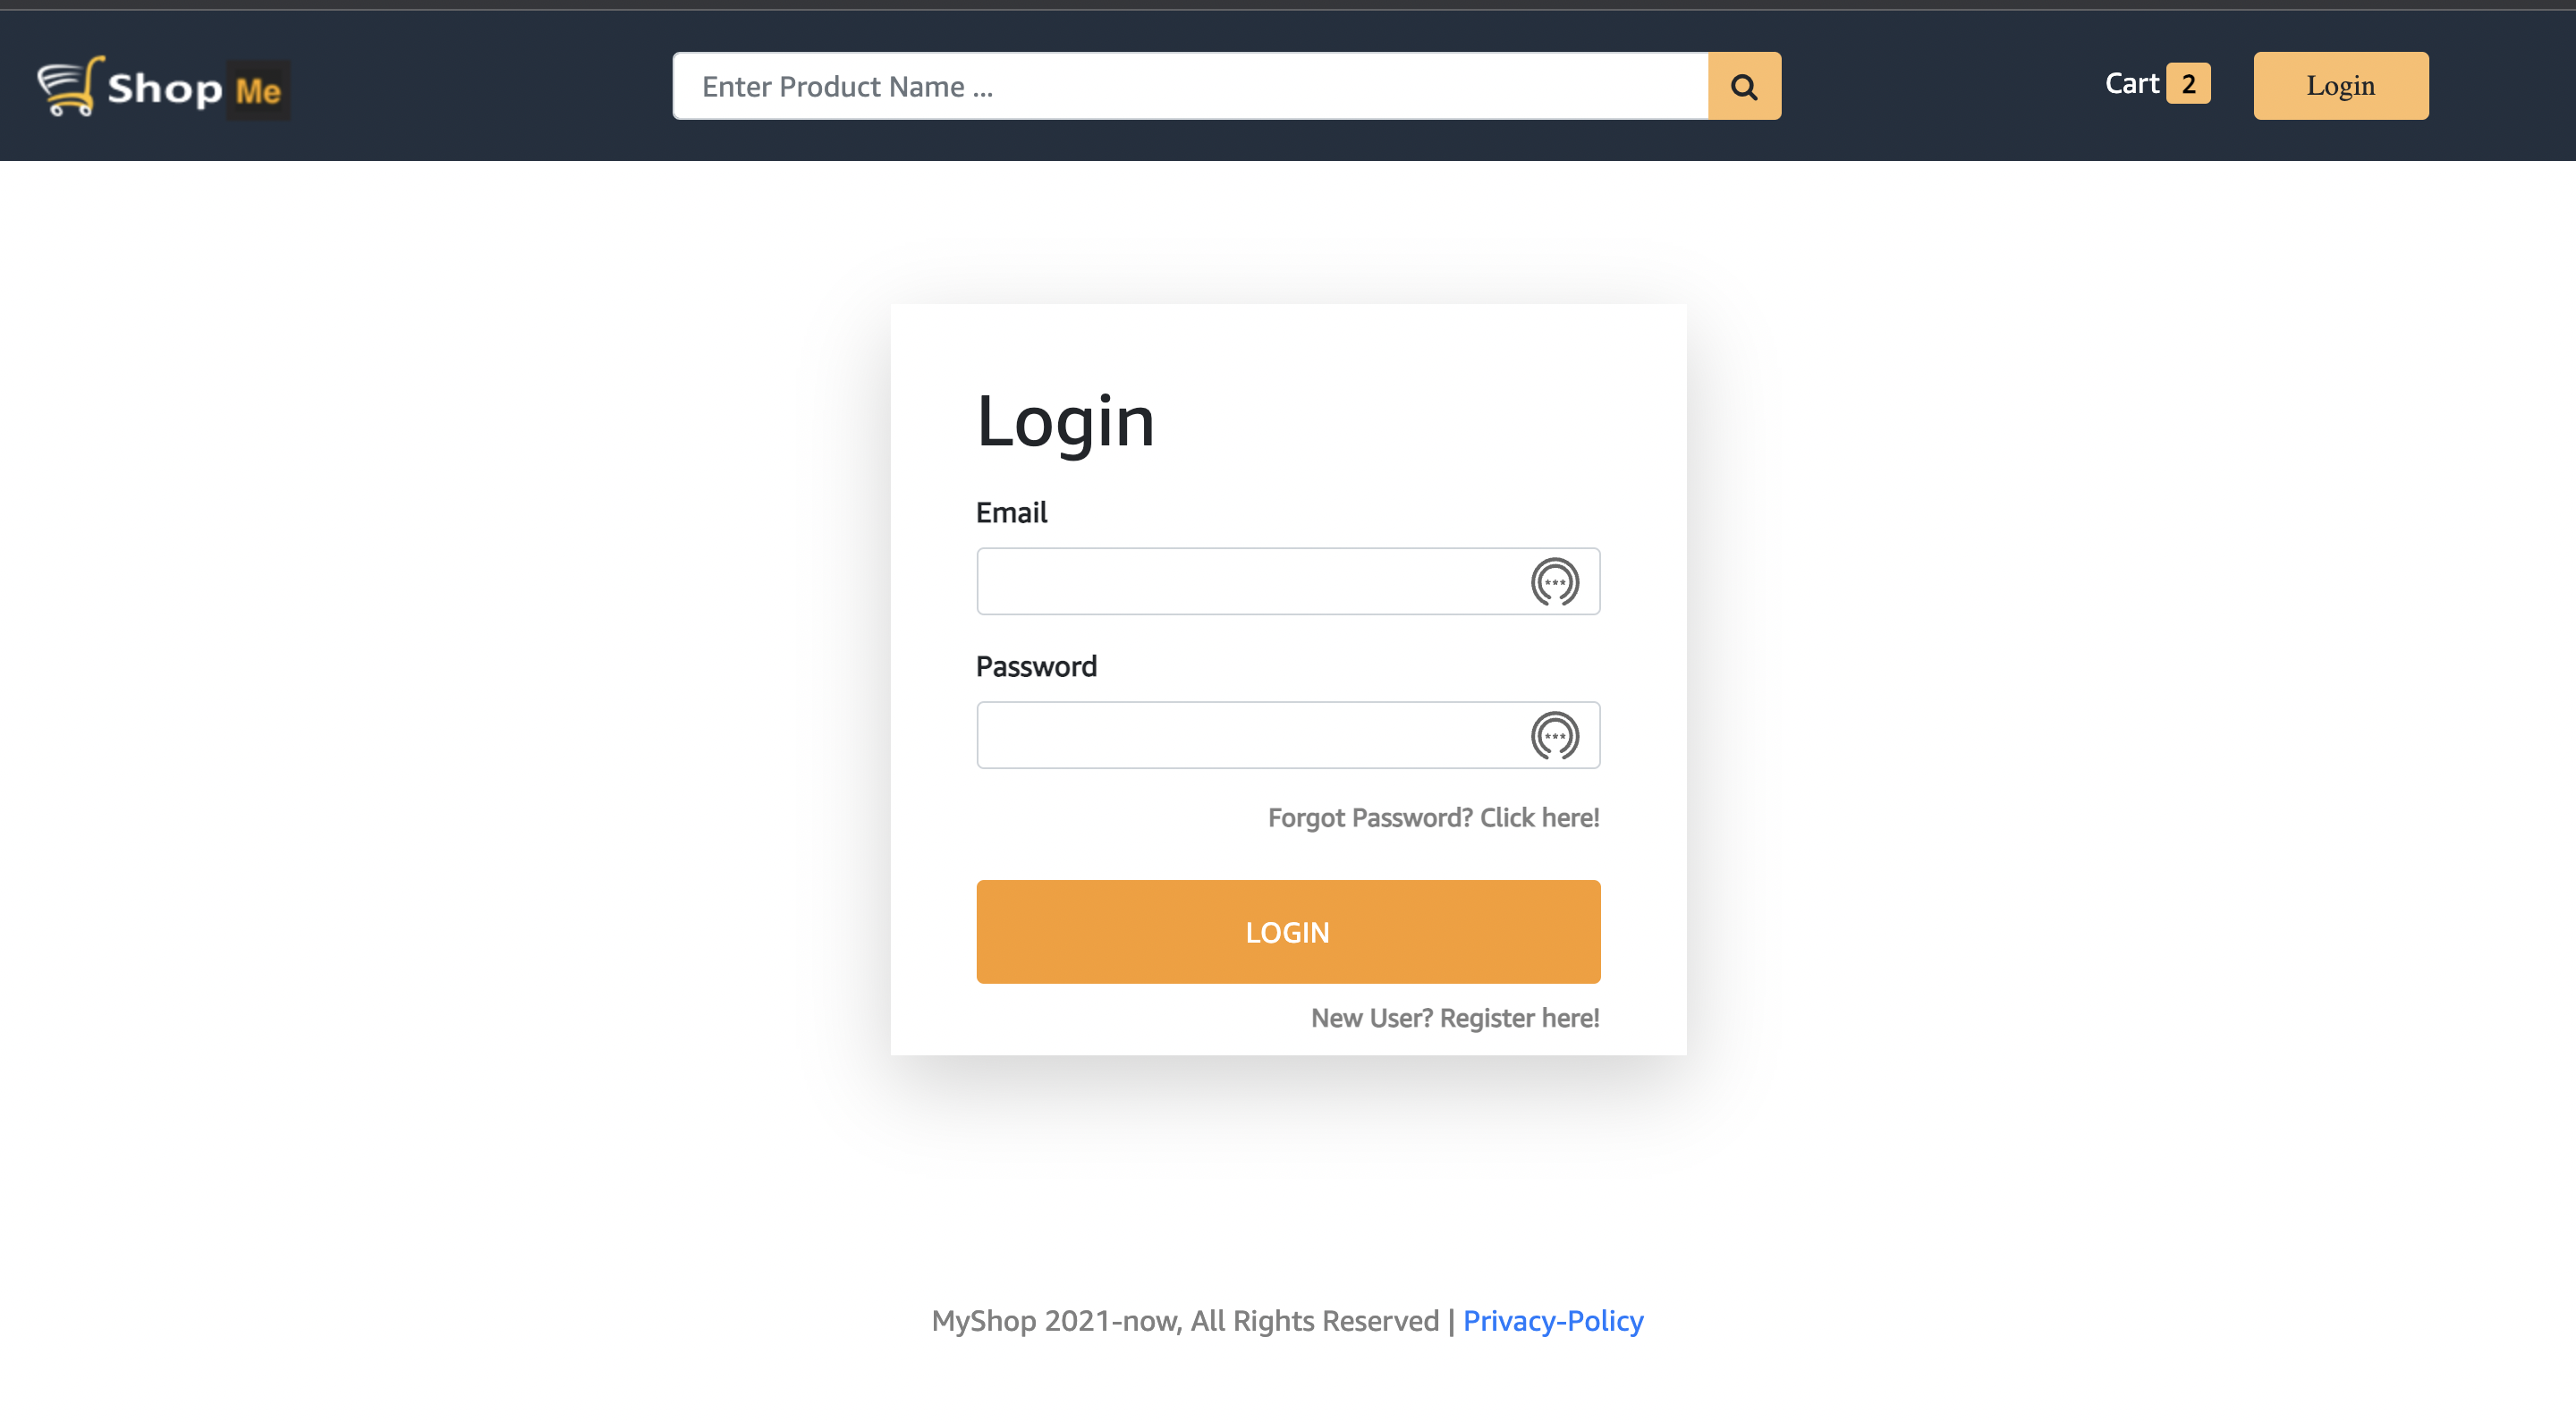 Shop Me
Enter Product Name ...
Cart 2
Login
Login
Email
Password
Forgot Password? Click here!
LOGIN
New User? Register here!
MyShop 2021-now, All Rights Reserved | Privacy-Policy